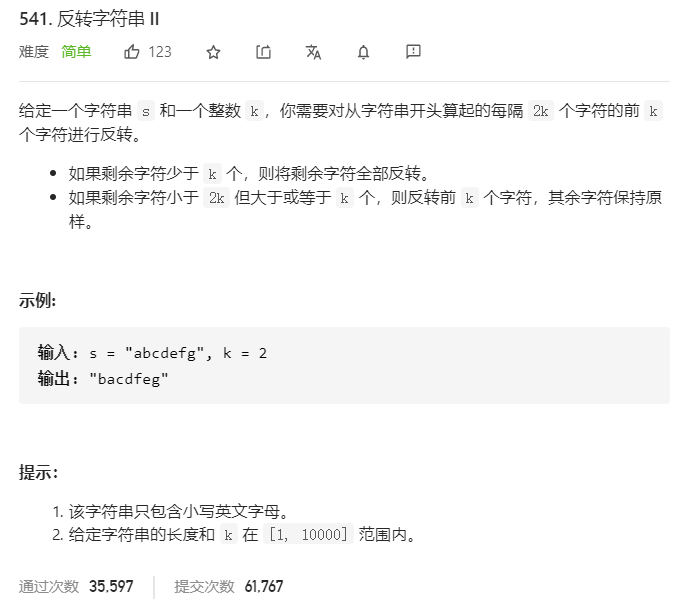 541. 反转字符串 II
难度 简单 123
给定一个字符串 s 和一个整数 k，你需要对从字符串开头算起的每隔 2k 个字符的前 k
个字符进行反转。
如果剩余字符少于 k 个，则将剩余字符全部反转。
如果剩余字符小于 2k 但大于或等于 k 个，则反转前 k 个字符，其余字符保持原
样。
示例:
输入: s = "abcdefg", k = 2
输出: "bacdfeg"
提示：
1. 该字符串只包含小写英文字母。
2. 给定字符串的长度和 k 在 [1, 10000] 范围内。
通过次数 35,597 提交次数 61,767